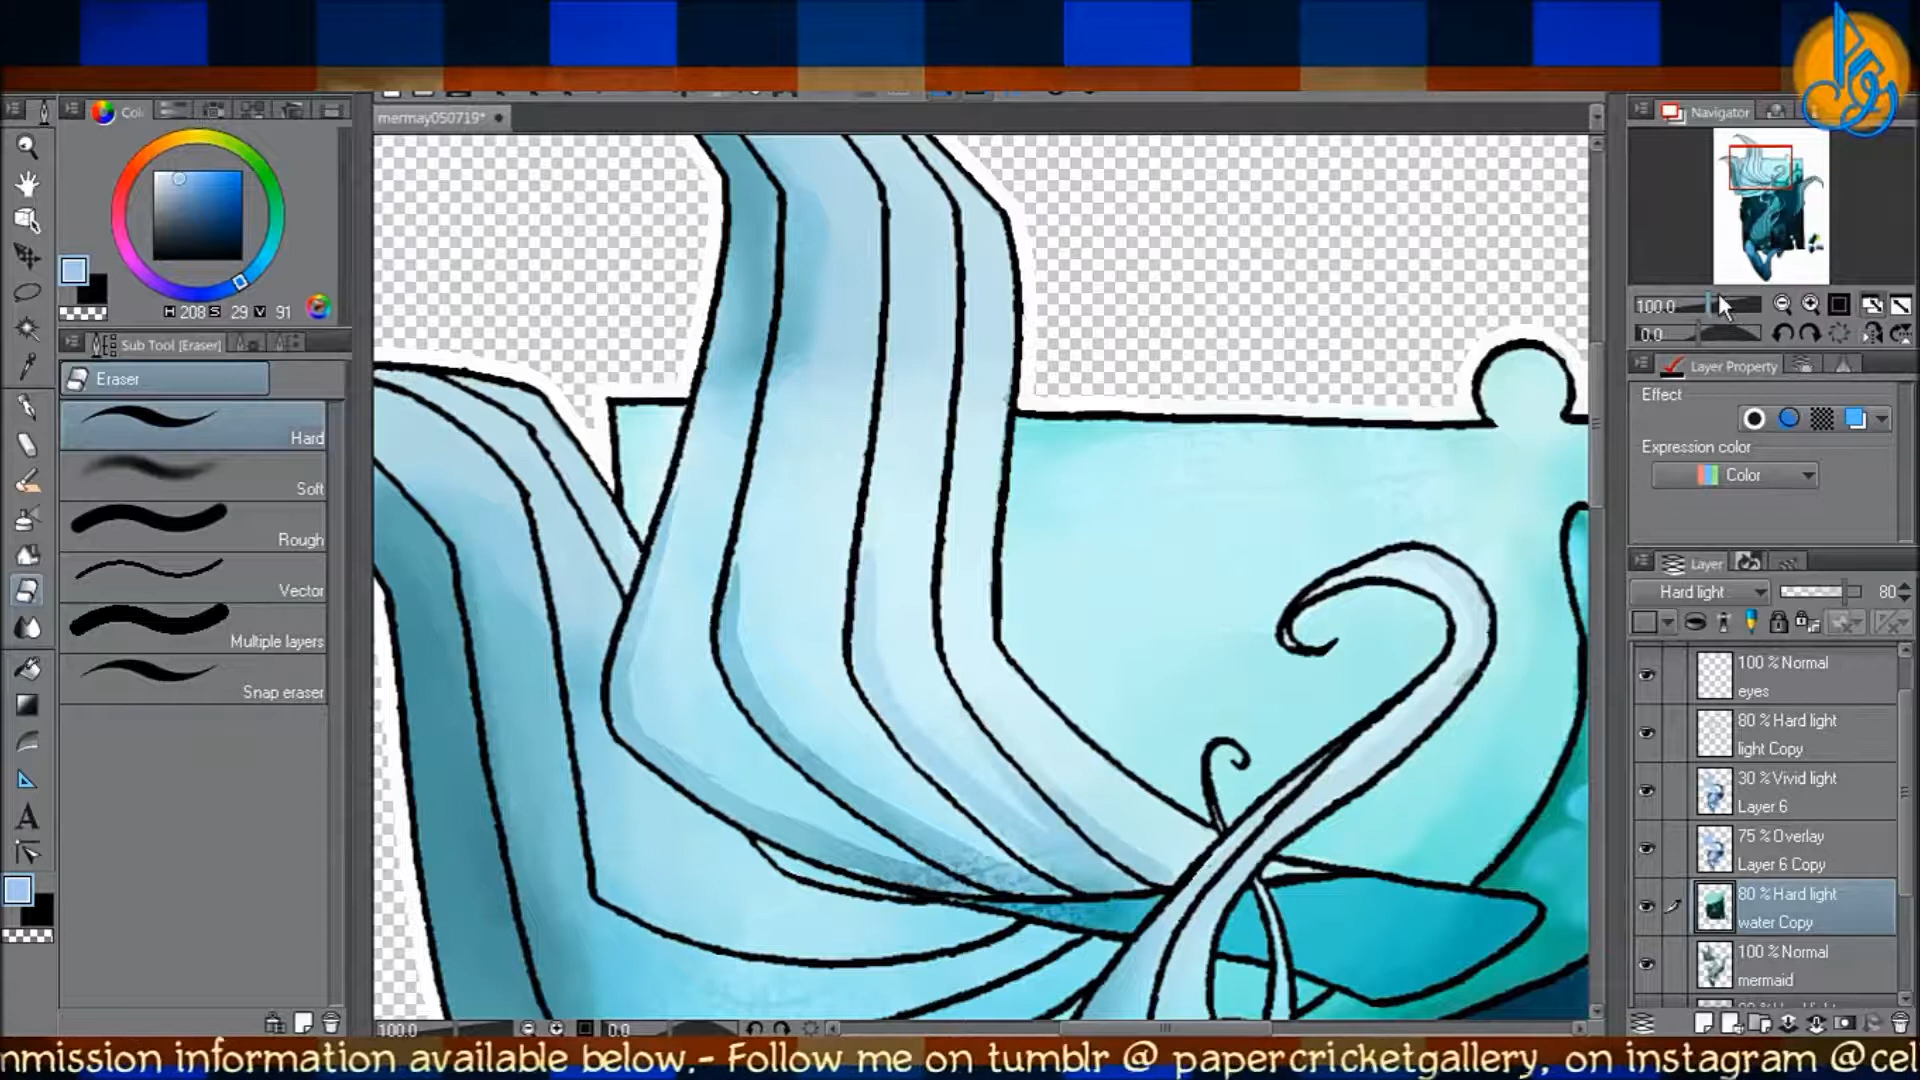 Col
mermay050719*
Navigator
100.0
0.0
H 208 S 29 V 91
Sub Tool [Eraser]
Eraser
Hard
Soft
Rough
Vector
Multiple layers
Snap eraser
Layer Property
Effect
Expression color
Color
Layer
Hard light
80
100 % Normal
eyes
80 % Hard light
light Copy
30 % Vivid light
Layer 6
75 % Overlay
Layer 6 Copy
80 % Hard light
water Copy
100 % Normal
mermaid
A
100.0
0.0
nmission information available below.- Follow me on tumblr @ papercricketgallery, on instagram @cel